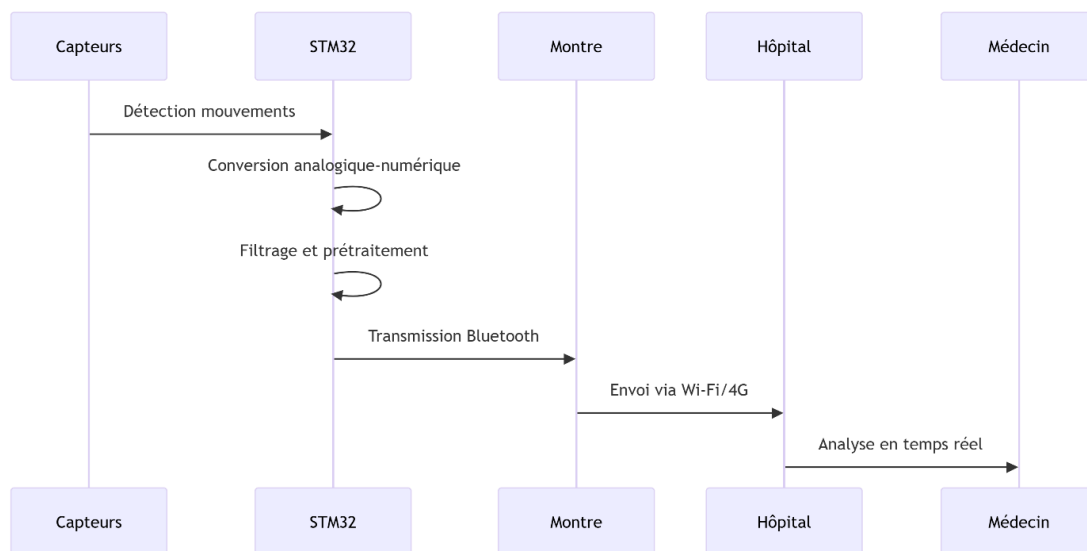 Capteurs
STM32
Montre
Hôpital
Médecin
Détection mouvements
Conversion analogique-numérique
Filtrage et prétraitement
Transmission Bluetooth
Envoi via Wi-Fi/4G
Analyse en temps réel
Capteurs
STM32
Montre
Hôpital
Médecin